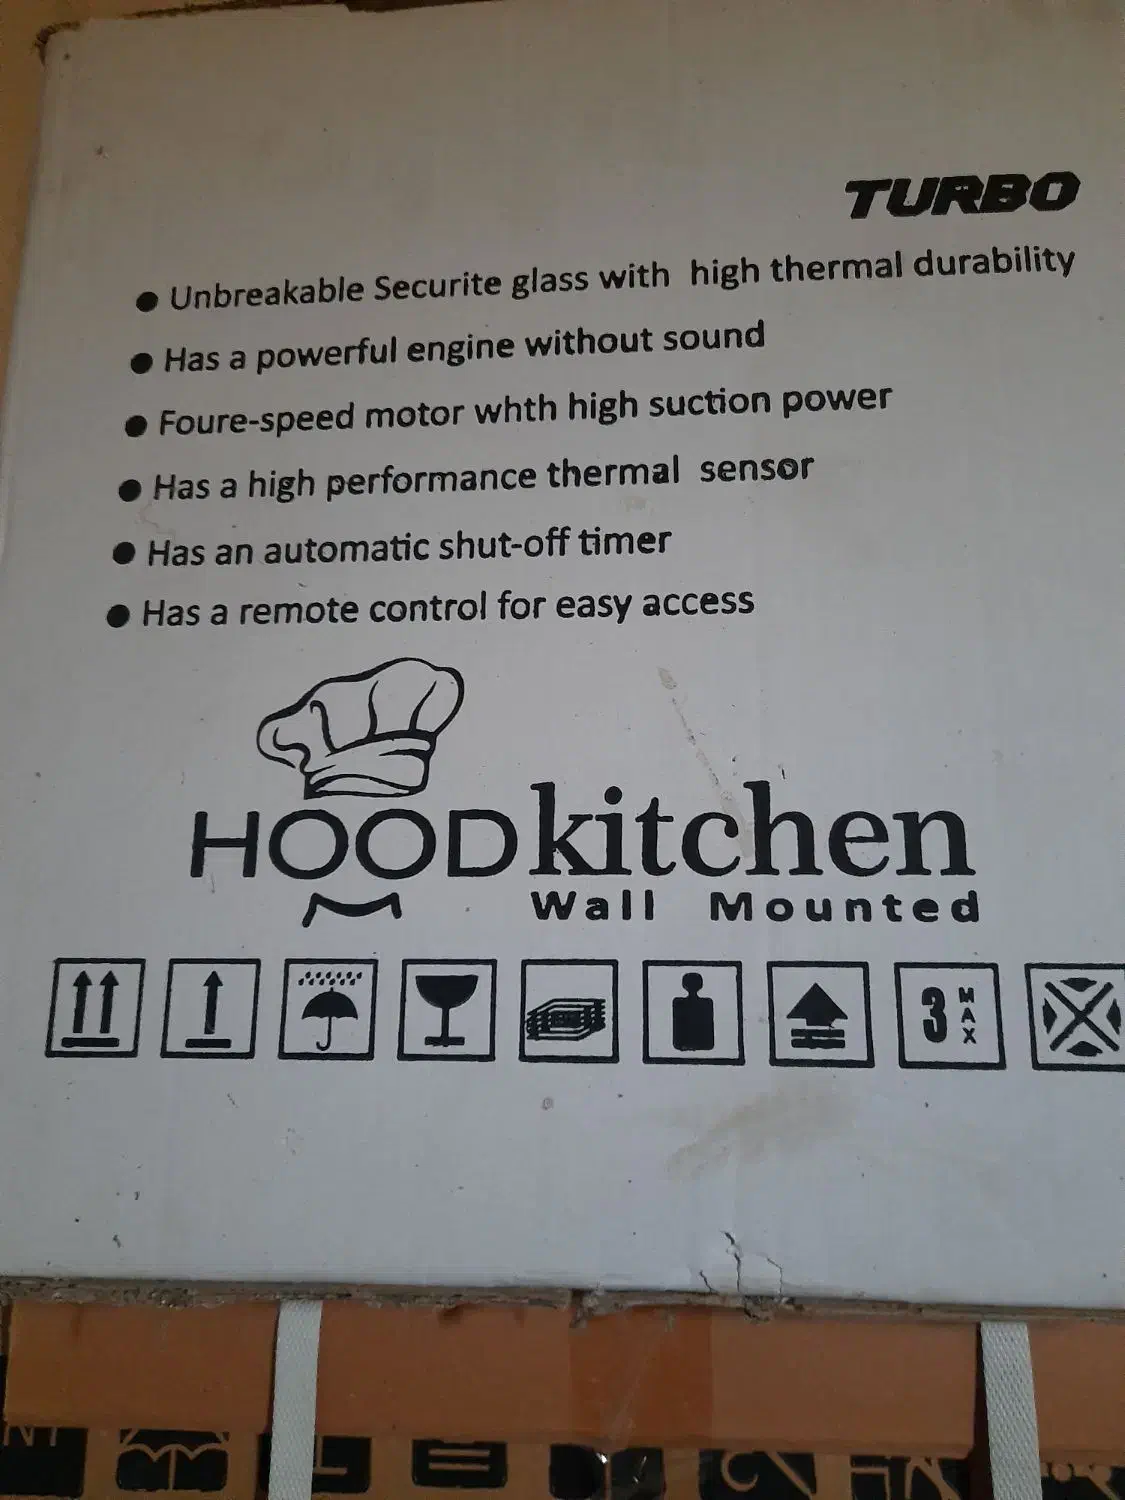 TURBO
● Unbreakable Securite glass with high thermal durability
● Has a powerful engine without sound
● Foure-speed motor whth high suction power
● Has a high performance thermal sensor
● Has an automatic shut-off timer
● Has a remote control for easy access
HOODkitchen
Wall Mounted
3 MAX